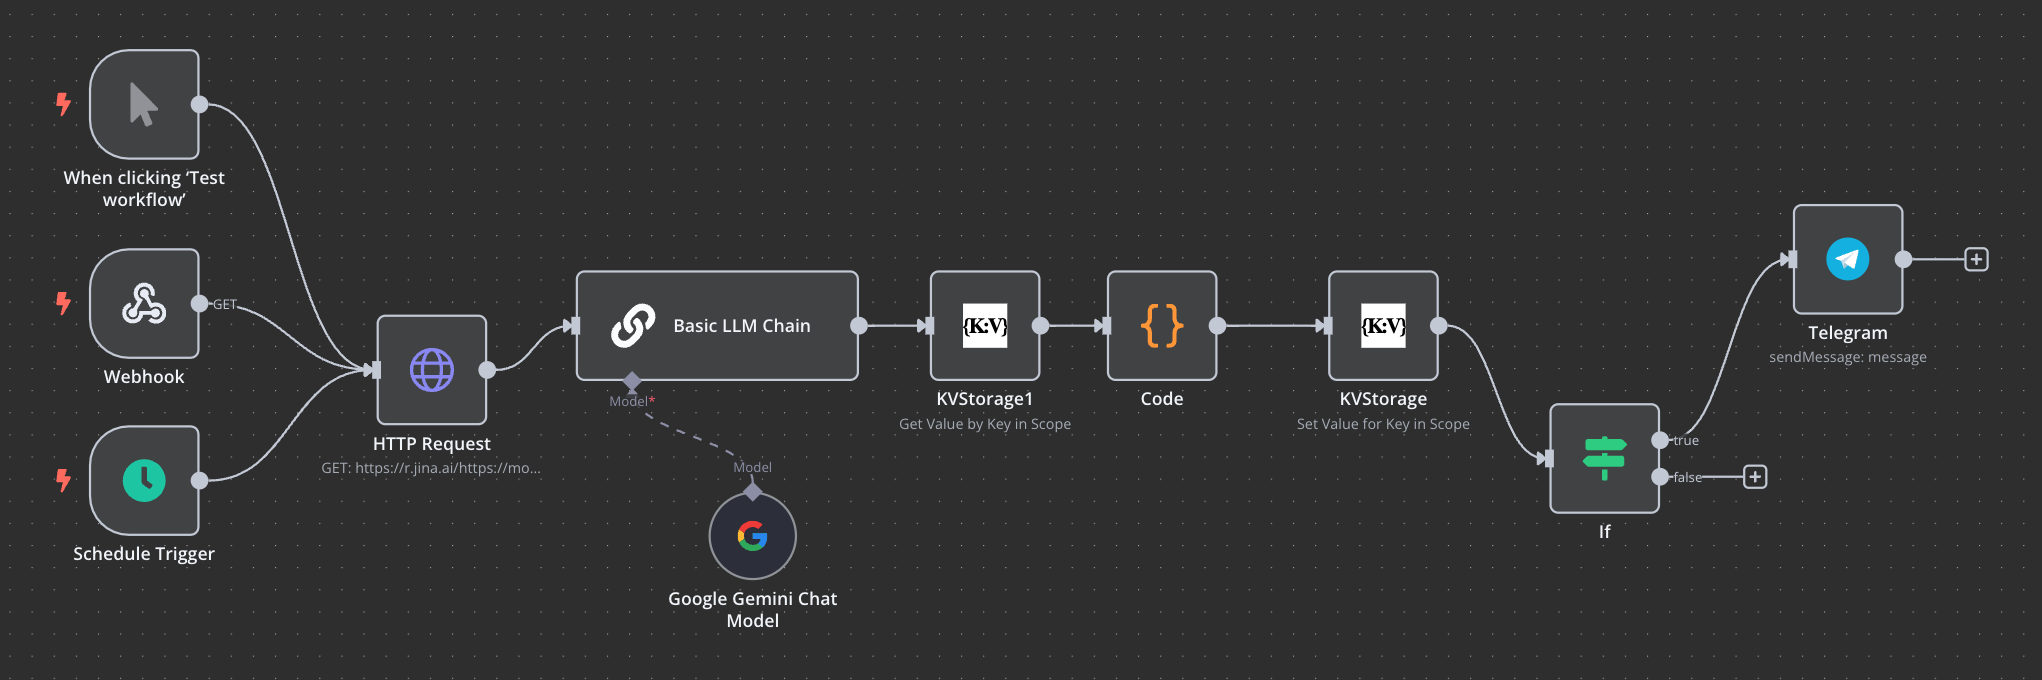 When clicking ‘Test
workflow’
GET
Webhook
Schedule Trigger
HTTP Request
GET: https://r.jina.ai/https://mo...
Basic LLM Chain
Model*
Model
Google Gemini Chat
Model
{K:V}
KVStorage1
Get Value by Key in Scope
{}
Code
{K:V}
KVStorage
Set Value for Key in Scope
true
false
If
Telegram
sendMessage: message